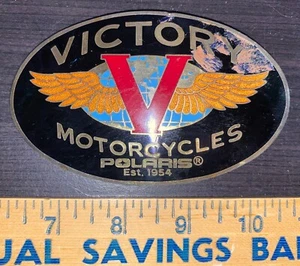 VICTORY
V
MOTORCYCLES
POLARIS®
Est. 1954
7 8 9 10
UAL SAVINGS BA